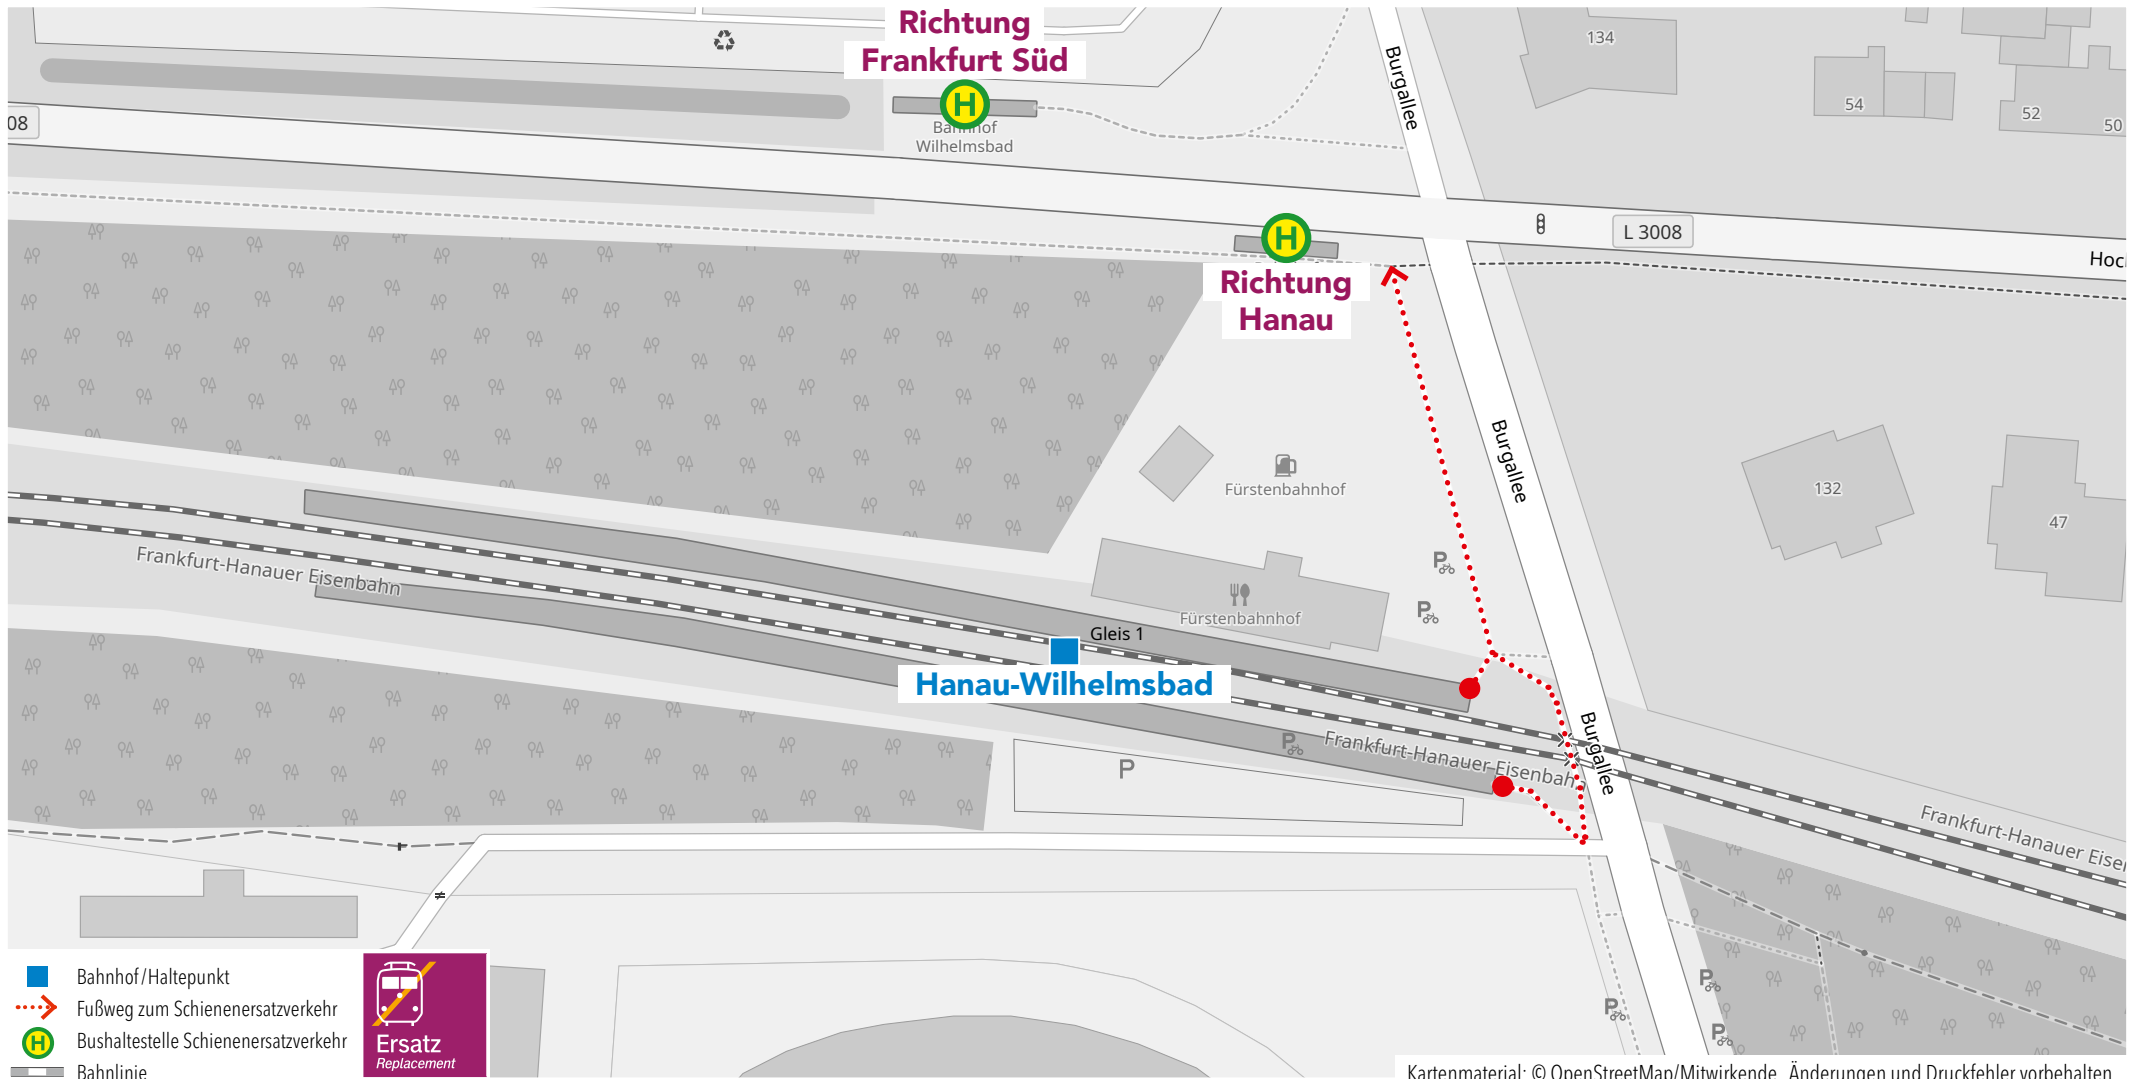 Richtung
Frankfurt Süd
H
Bahnhof
Wilhelmsbad
Burgallee
134
54
52
50
08
H
L 3008
Richtung
Hanau
Burgallee
Fürstenbahnhof
132
47
P
P
Frankfurt-Hanauer Eisenbahn
Fürstenbahnhof
Gleis 1
Hanau-Wilhelmsbad
Burgallee
P
P
Frankfurt-Hanauer Eisenbahn
Frankfurt-Hanauer Eisen
P
P
P
Bahnhof/Haltepunkt
Fußweg zum Schienenersatzverkehr
H
Bushaltestelle Schienenersatzverkehr
Bahnlinie
Ersatz
Replacement
Kartenmaterial: © OpenStreetMap/Mitwirkende, Änderungen und Druckfehler vorbehalten